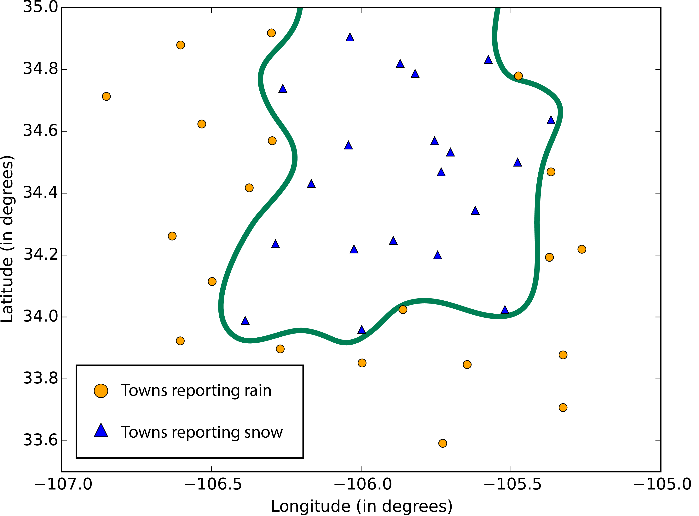 35.0
34.8
34.6
34.4
34.2
34.0
33.8
33.6
Latitude (in degrees)
Towns reporting rain
Towns reporting snow
−107.0 −106.5 −106.0 −105.5 −105.0
Longitude (in degrees)